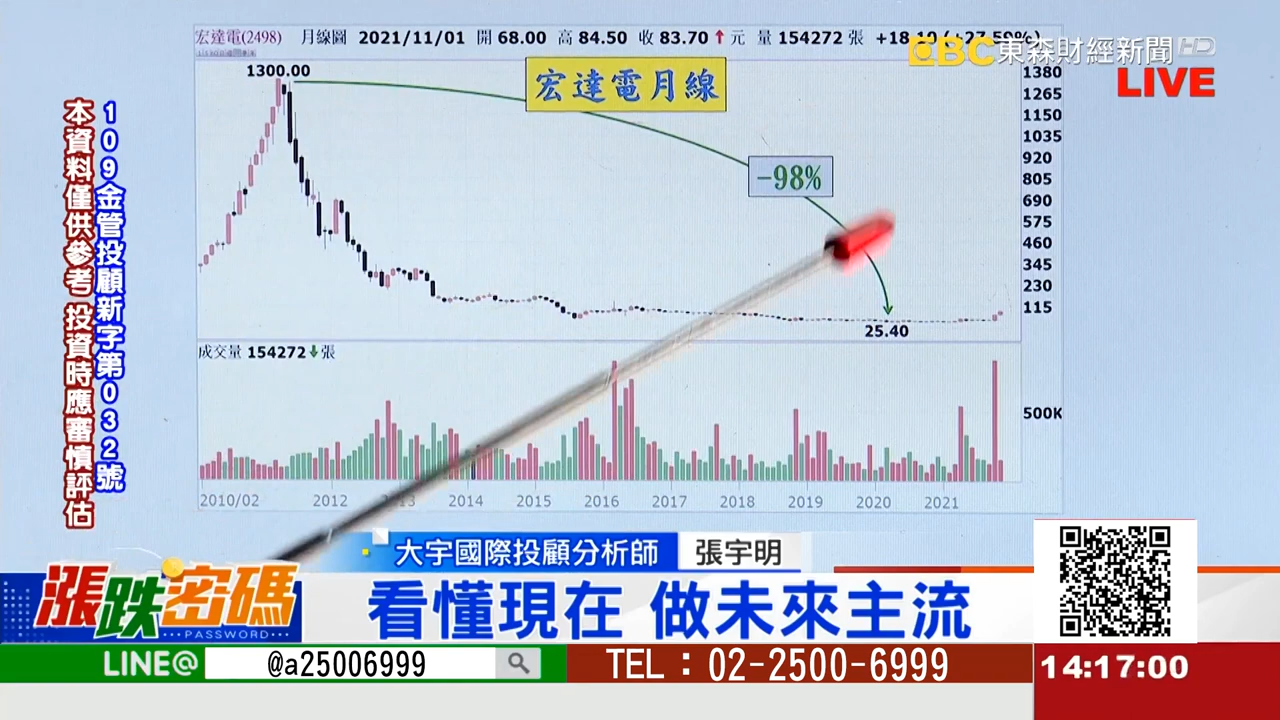 宏達電(2498) 月線圖 2021/11/01 開 68.00 高 84.50 收 83.70↑元 量 154272 張 +18.10(+27.59%)
EBC 東森財經新聞 HD
LIVE
1300.00
宏達電月線
-98%
25.40
1380
1265
1150
1035
920
805
690
575
460
345
230
115
成交量 154272↓張
500K
2010/02 2012 2013 2014 2015 2016 2017 2018 2019 2020 2021
109金管投顧新字第032號
本資料僅供參考 投資時應審慎評估
大宇國際投顧分析師 張宇明
漲跌密碼
PASSWORD
看懂現在 做未來主流
LINE@ @a25006999
TEL：02-2500-6999
14:17:00